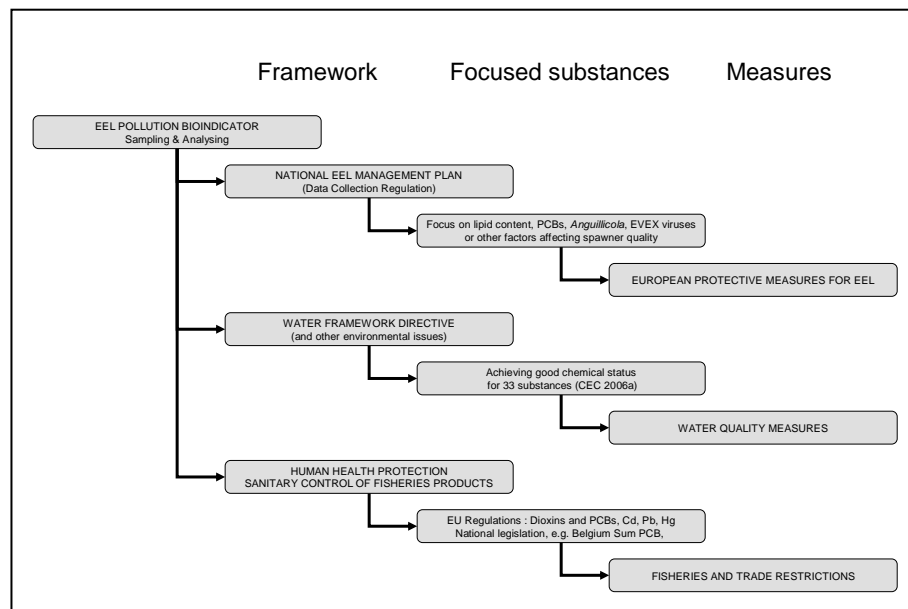 Framework Focused substances Measures
EEL POLLUTION BIOINDICATOR
Sampling & Analysing
NATIONAL EEL MANAGEMENT PLAN
(Data Collection Regulation)
Focus on lipid content, PCBs, Anguillicola, EVEX viruses
or other factors affecting spawner quality
EUROPEAN PROTECTIVE MEASURES FOR EEL
WATER FRAMEWORK DIRECTIVE
(and other environmental issues)
Achieving good chemical status
for 33 substances (CEC 2006a)
WATER QUALITY MEASURES
HUMAN HEALTH PROTECTION
SANITARY CONTROL OF FISHERIES PRODUCTS
EU Regulations : Dioxins and PCBs, Cd, Pb, Hg
National legislation, e.g. Belgium Sum PCB,
FISHERIES AND TRADE RESTRICTIONS